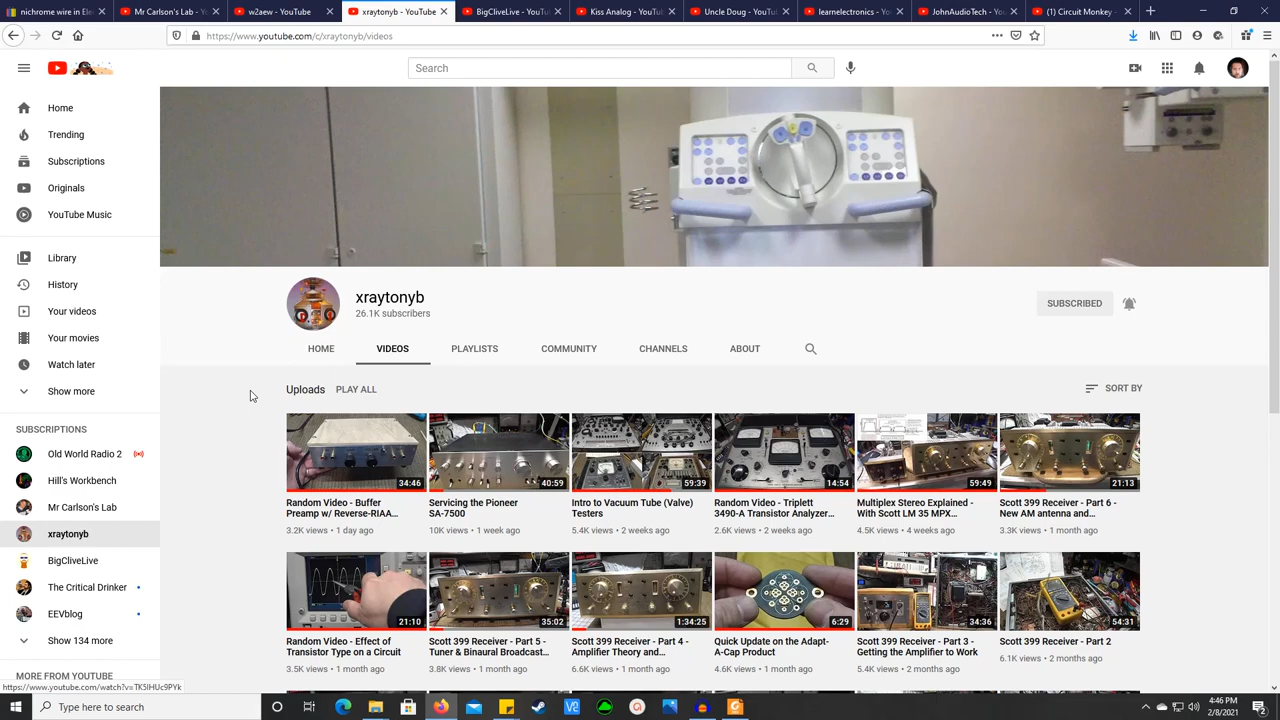 nichrome wire in Ele
Mr Carlson's Lab - Yo
w2aew - YouTube
xraytonyb - YouTube
BigCliveLive - YouTu
Kiss Analog - YouTu
Uncle Doug - YouTu
learnelectronics - Yo
JohnAudioTech - Yo
(1) Circuit Monkey -
https://www.youtube.com/c/xraytonyb/videos
Search
Home
Trending
Subscriptions
Originals
YouTube Music
Library
History
Your videos
Your movies
Watch later
Show more
SUBSCRIPTIONS
Old World Radio 2
Hill's Workbench
Mr Carlson's Lab
xraytonyb
BigCliveLive
The Critical Drinker
EEVblog
Show 134 more
MORE FROM YOUTUBE
xraytonyb
26.1K subscribers
SUBSCRIBED
HOME VIDEOS PLAYLISTS COMMUNITY CHANNELS ABOUT
Uploads PLAY ALL
SORT BY
34:46
Random Video - Buffer
Preamp w/ Reverse-RIAA...
3.2K views • 1 day ago
40:59
Servicing the Pioneer
SA-7500
10K views • 1 week ago
59:39
Intro to Vacuum Tube (Valve)
Testers
5.4K views • 2 weeks ago
14:54
Random Video - Triplett
3490-A Transistor Analyzer...
2.6K views • 2 weeks ago
59:49
Multiplex Stereo Explained -
With Scott LM 35 MPX...
4.5K views • 4 weeks ago
21:13
Scott 399 Receiver - Part 6 -
New AM antenna and...
3.3K views • 1 month ago
21:10
Random Video - Effect of
Transistor Type on a Circuit
3.5K views • 1 month ago
35:02
Scott 399 Receiver - Part 5 -
Tuner & Binaural Broadcast...
3.8K views • 1 month ago
1:34:25
Scott 399 Receiver - Part 4 -
Amplifier Theory and...
6.6K views • 1 month ago
6:29
Quick Update on the Adapt-
A-Cap Product
4.6K views • 1 month ago
34:36
Scott 399 Receiver - Part 3 -
Getting the Amplifier to Work
5.4K views • 2 months ago
54:31
Scott 399 Receiver - Part 2
6.1K views • 2 months ago
https://www.youtube.com/watch?v=TK5IHUc9PYk
Type here to search
4:46 PM
2/8/2021
2